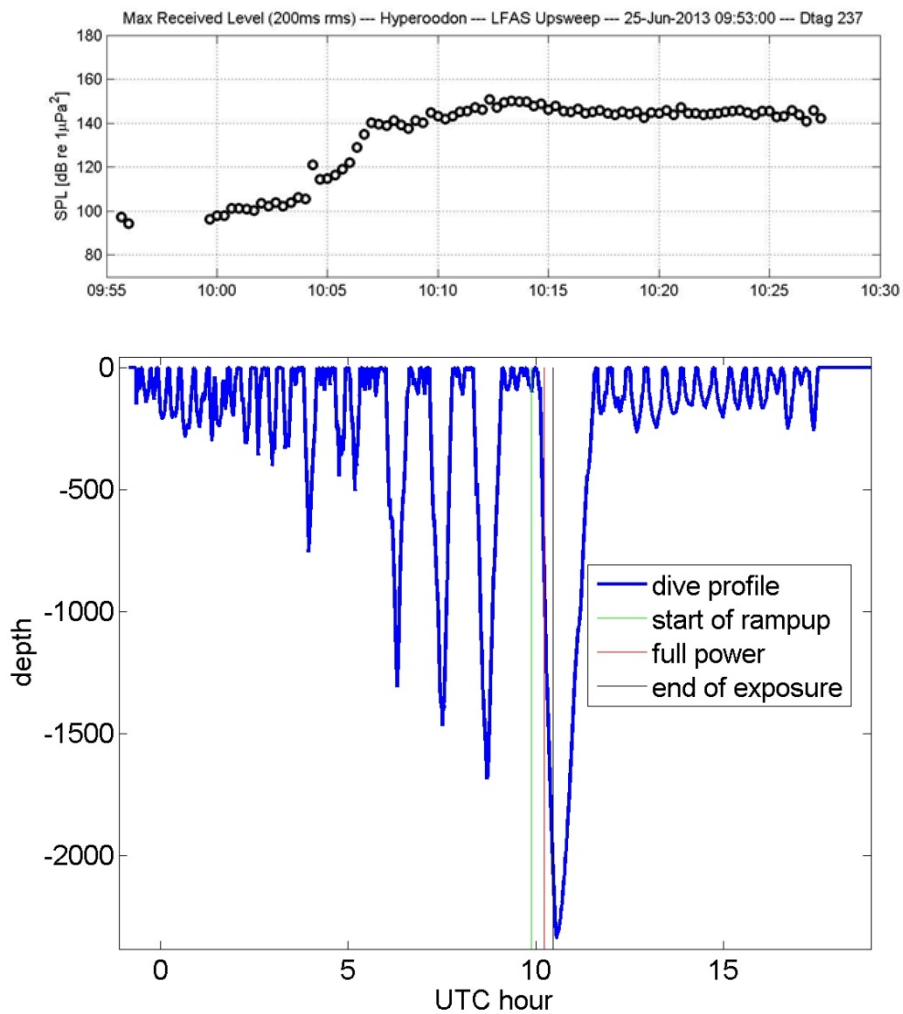 Max Received Level (200ms rms) --- Hyperoodon --- LFAS Upsweep --- 25-Jun-2013 09:53:00 --- Dtag 237
180
160
140
120
100
80
SPL [dB re 1µPa²]
09:55 10:00 10:05 10:10 10:15 10:20 10:25 10:30
0
-500
-1000
-1500
-2000
depth
dive profile
start of rampup
full power
end of exposure
0 5 10 15
UTC hour